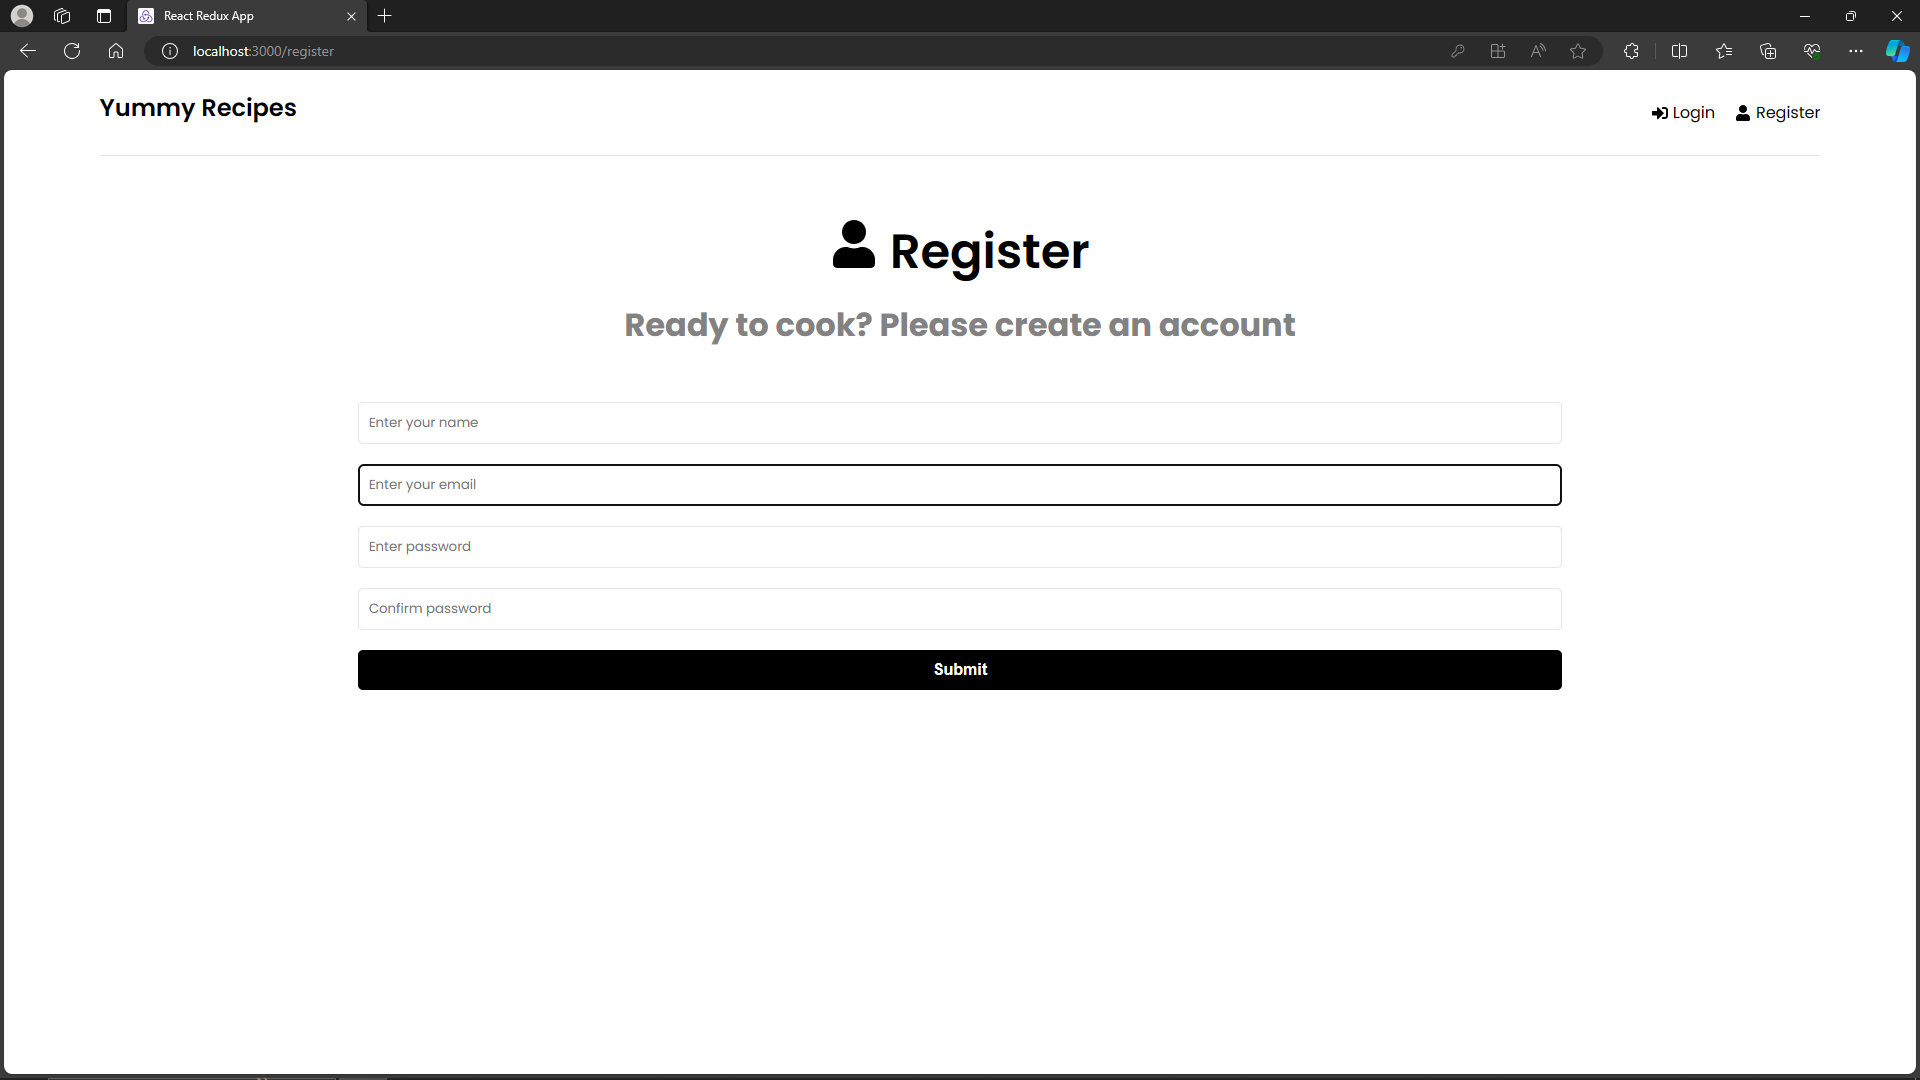 React Redux App
localhost:3000/register
Yummy Recipes
Login
Register
Register
Ready to cook? Please create an account
Enter your name
Enter your email
Enter password
Confirm password
Submit